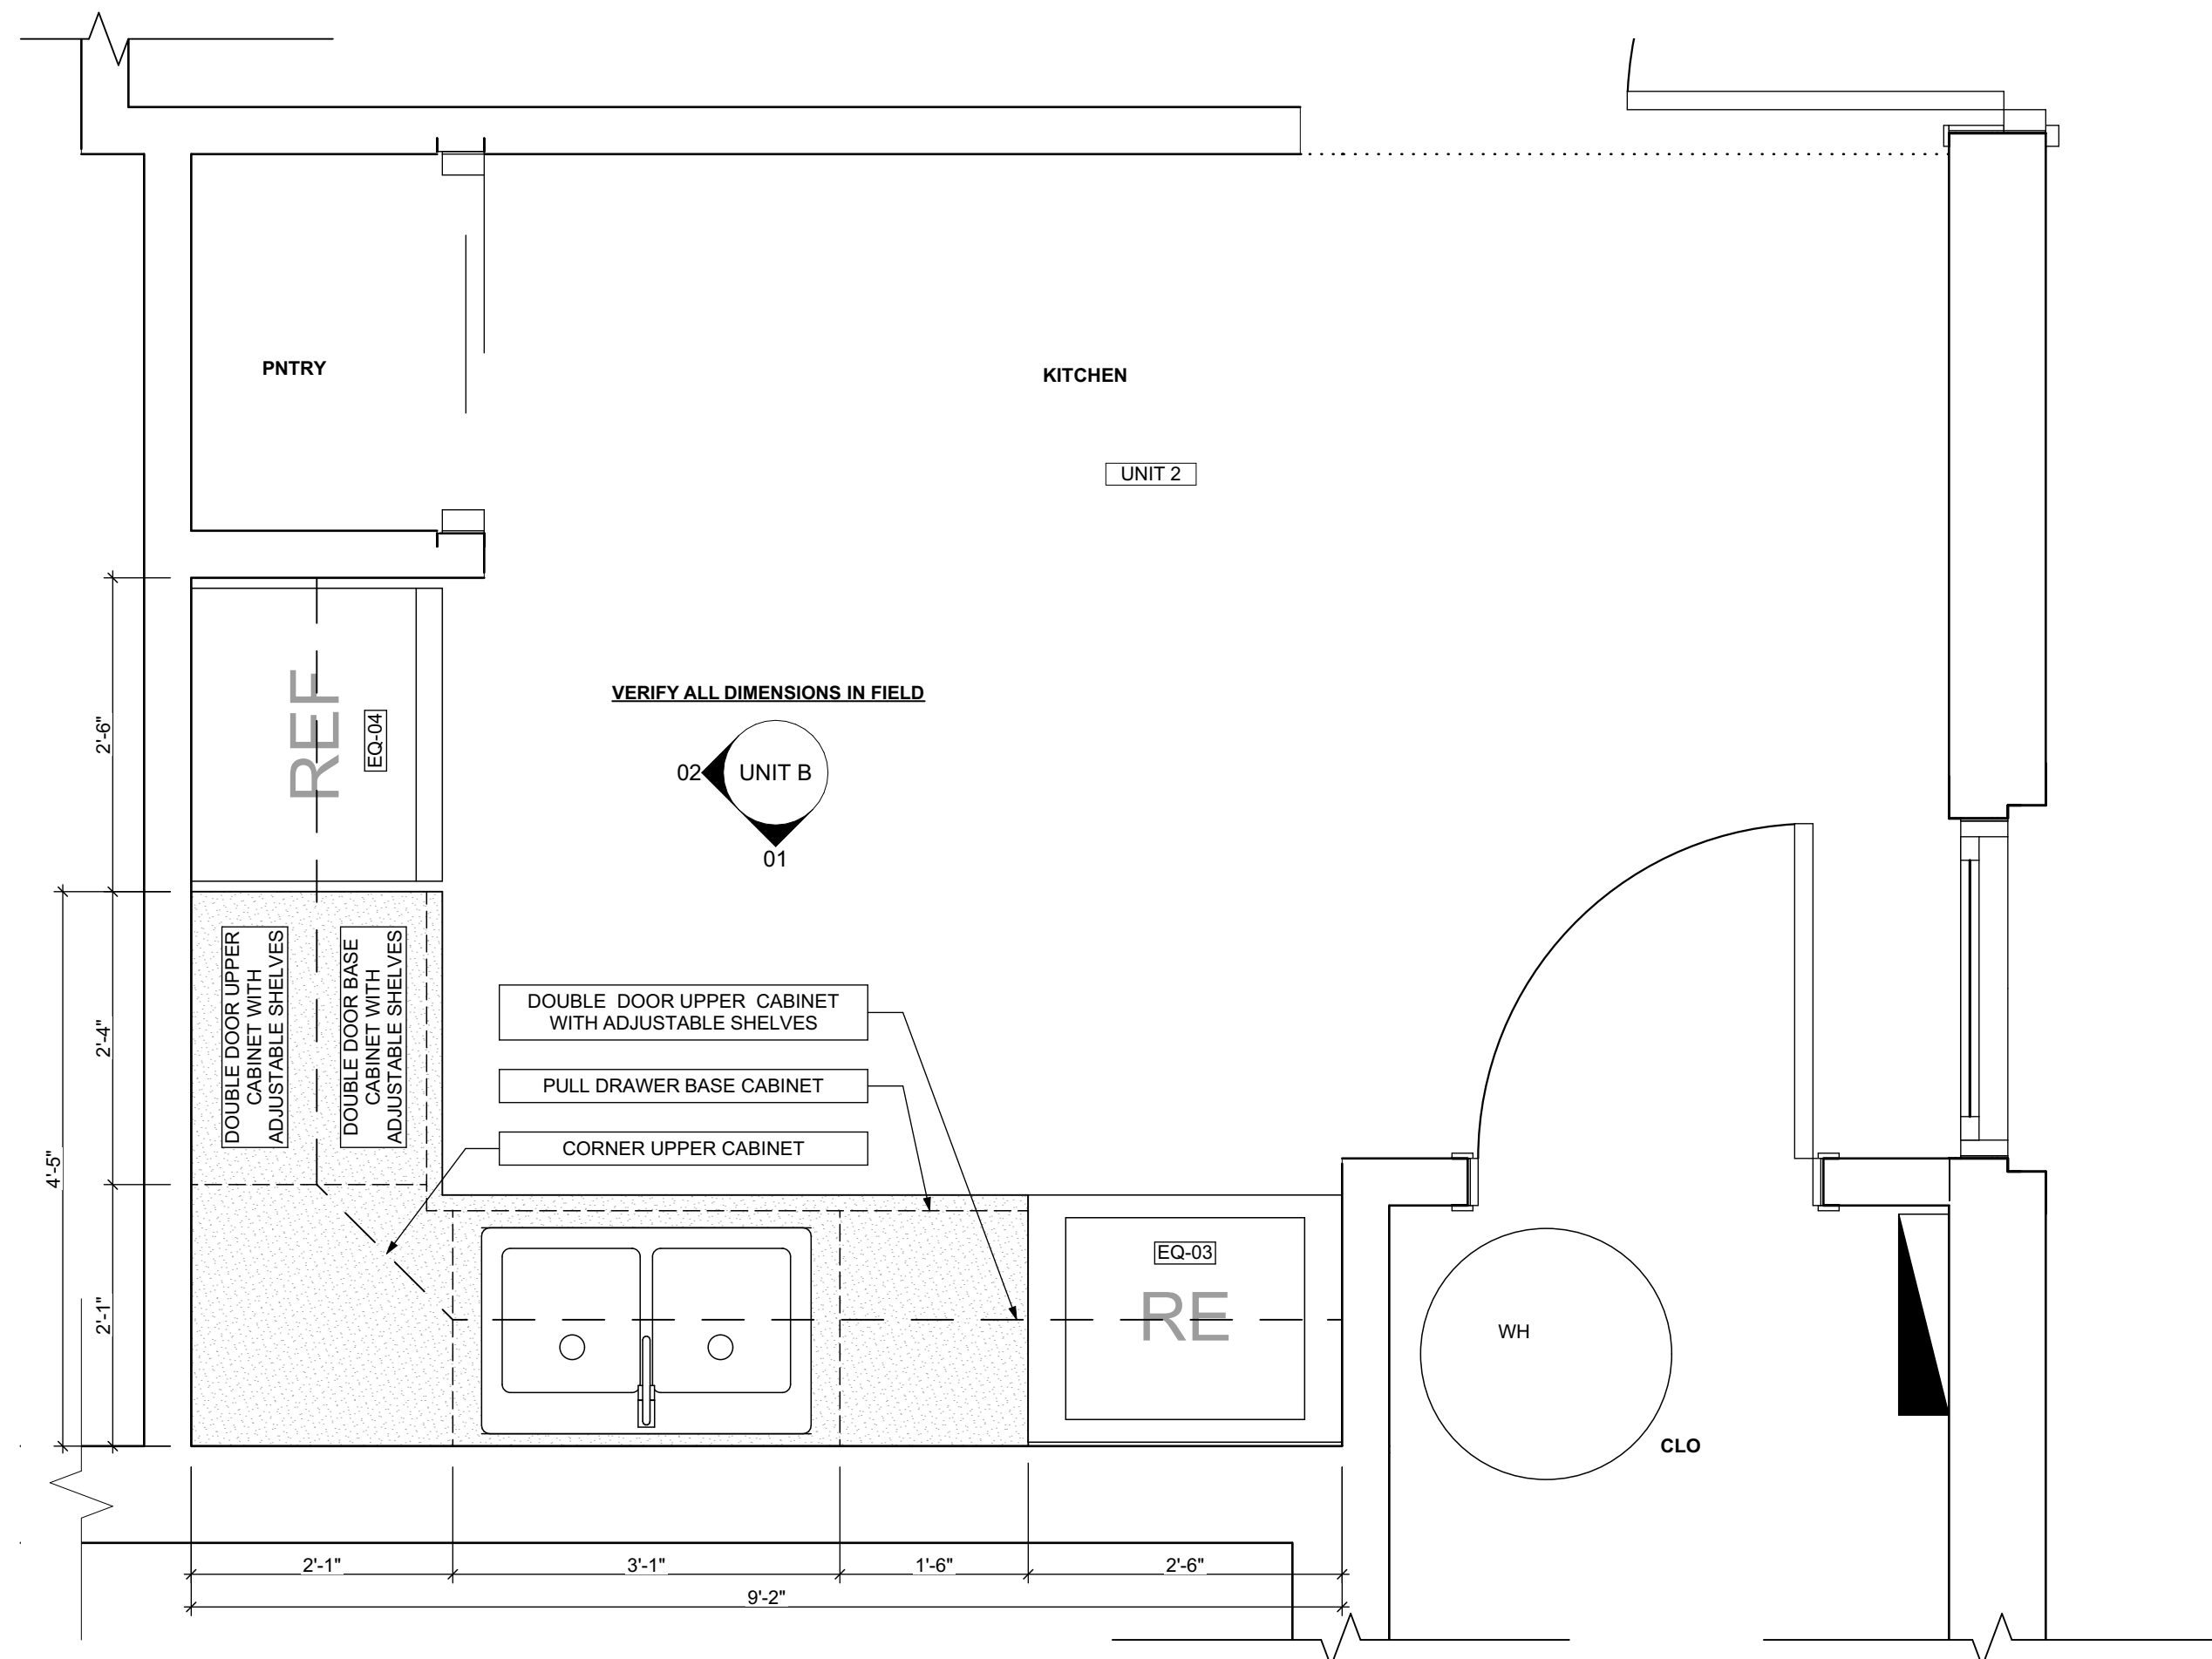 PNTRY
KITCHEN
UNIT 2
VERIFY ALL DIMENSIONS IN FIELD
02
UNIT B
01
REF
EQ-04
2'-6"
2'-4"
4'-5"
2'-1"
DOUBLE DOOR UPPER
CABINET WITH
ADJUSTABLE SHELVES
DOUBLE DOOR BASE
CABINET WITH
ADJUSTABLE SHELVES
DOUBLE DOOR UPPER CABINET
WITH ADJUSTABLE SHELVES
PULL DRAWER BASE CABINET
CORNER UPPER CABINET
EQ-03
RE
WH
CLO
2'-1"
3'-1"
1'-6"
2'-6"
9'-2"